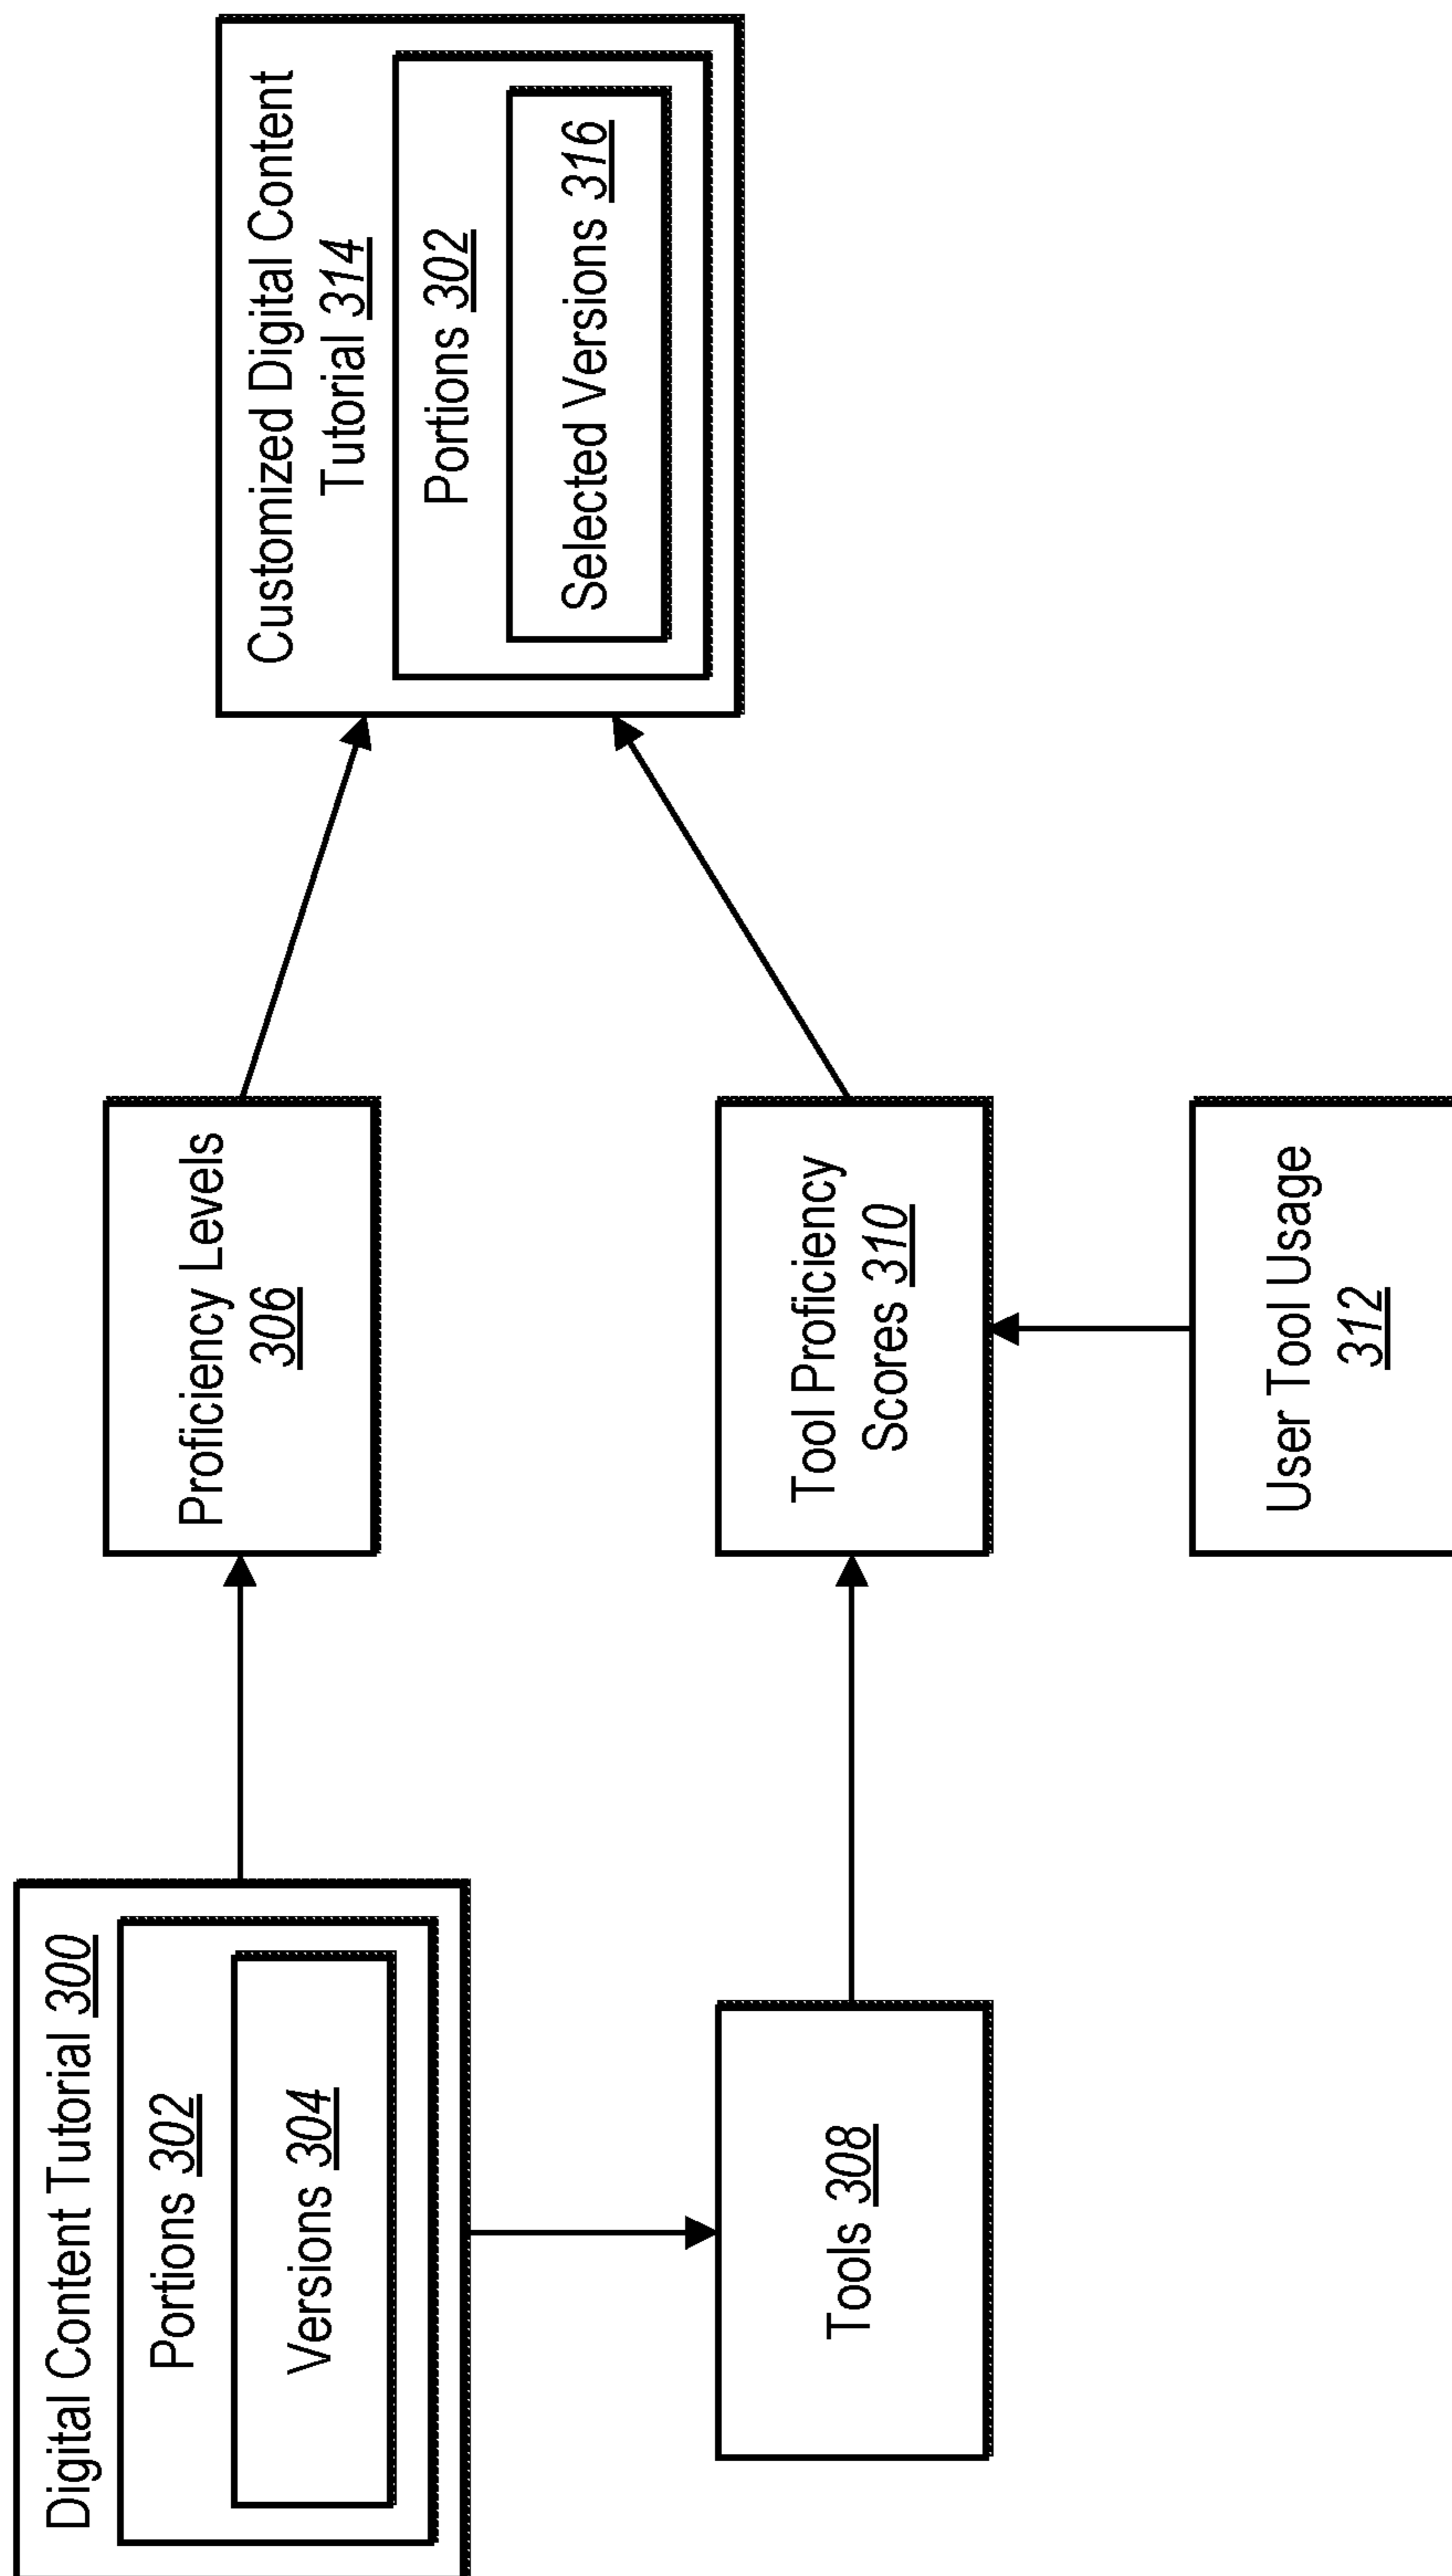 Digital Content Tutorial 300
Portions 302
Versions 304
Proficiency Levels
306
Customized Digital Content
Tutorial 314
Portions 302
Selected Versions 316
Tools 308
Tool Proficiency
Scores 310
User Tool Usage
312